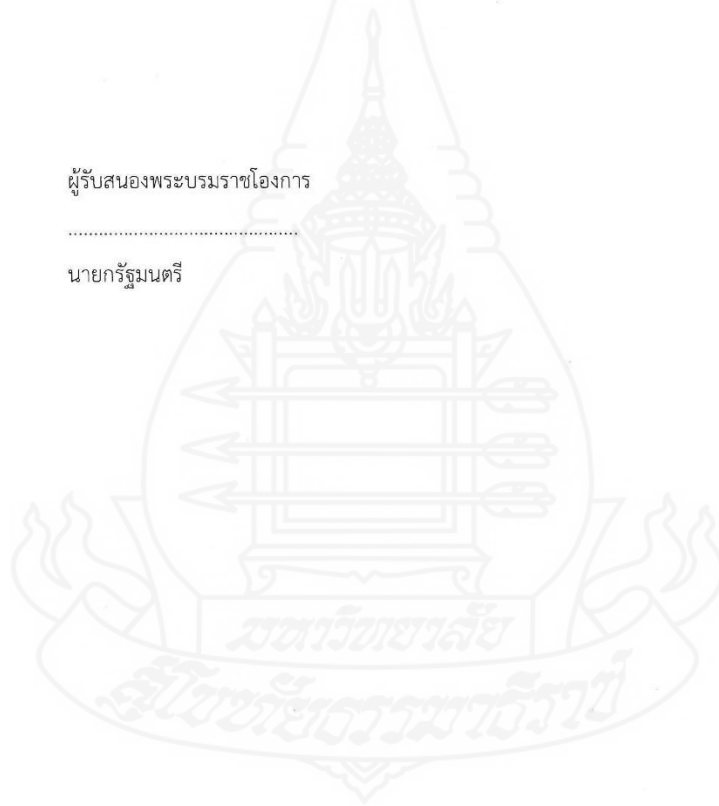 ผู้รับสนองพระบรมราชโองการ
..............................................
นายกรัฐมนตรี
มหาวิทยาลัย
สุโขทัยธรรมาธิราช